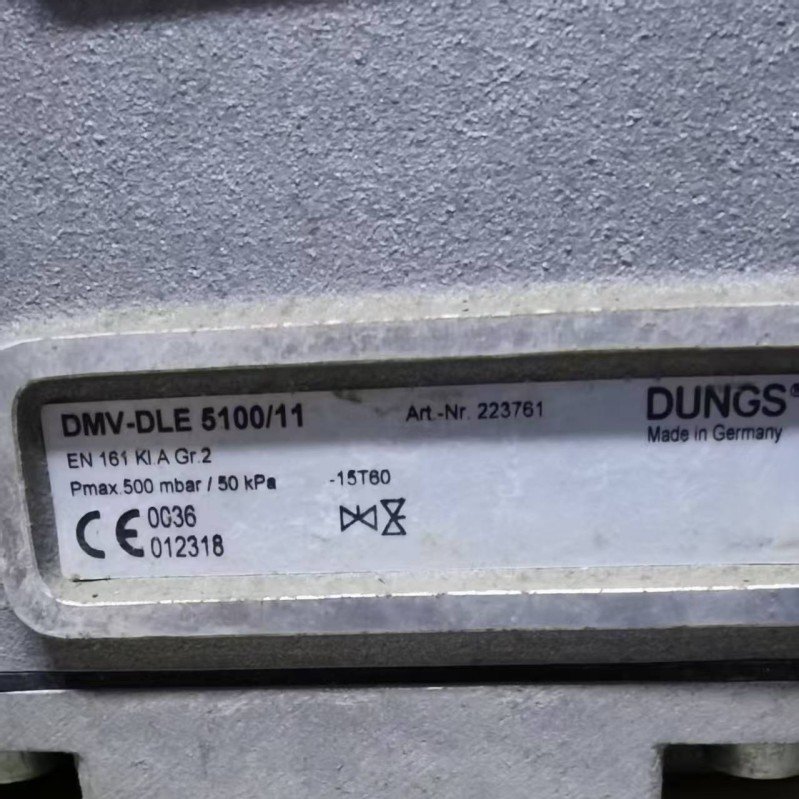 DMV-DLE 5100/11
Art.-Nr. 223761
DUNGS®
Made in Germany
EN 161 Kl.A Gr.2
Pmax.500 mbar / 50 kPa
-15T60
CE 0036
012318